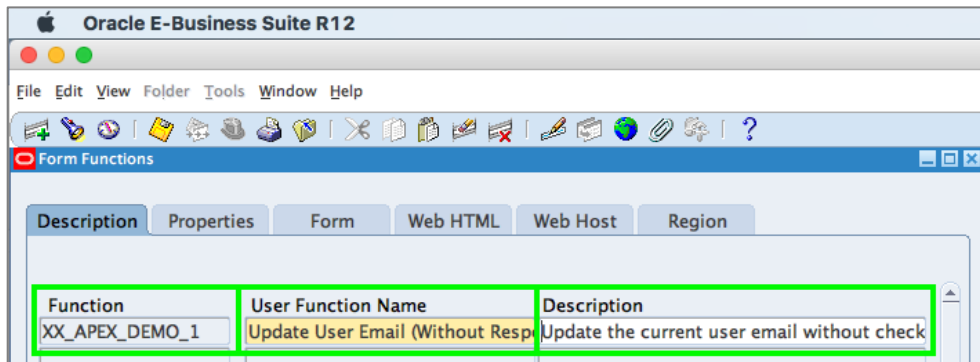 Oracle E-Business Suite R12
File Edit View Folder Tools Window Help
Form Functions
Description Properties Form Web HTML Web Host Region
Function User Function Name Description
XX_APEX_DEMO_1 Update User Email (Without Resp Update the current user email without check